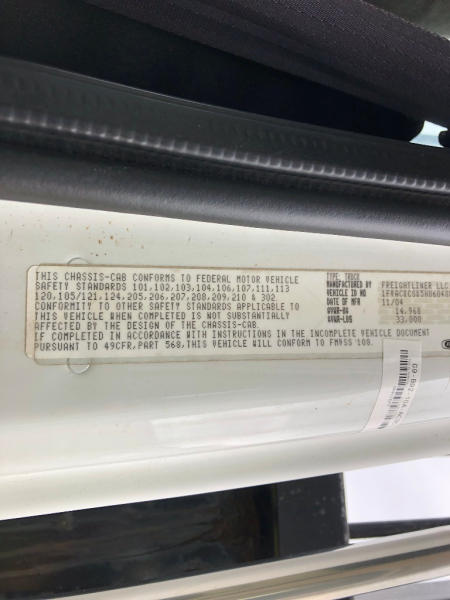 THIS CHASSIS-CAB CONFORMS TO FEDERAL MOTOR VEHICLE
SAFETY STANDARDS 101,102,103,104,106,107,111,113
120,105/121,124,205,206,207,208,209,210 & 302.
CONFORMITY TO OTHER SAFETY STANDARDS APPLICABLE TO
THIS VEHICLE WHEN COMPLETED IS NOT SUBSTANTIALLY
AFFECTED BY THE DESIGN OF THE CHASSIS-CAB.
IF COMPLETED IN ACCORDANCE WITH INSTRUCTIONS IN THE INCOMPLETE VEHICLE DOCUMENT
PURSUANT TO 49CFR,PART 568,THIS VEHICLE WILL CONFORM TO FMVSS 108.
TYPE: TRUCK
MANUFACTURED BY FREIGHTLINER LLC
VEHICLE ID NO
DATE OF MFR 11/04
GVWR-KG 14,968
GVWR-LBS 33,000